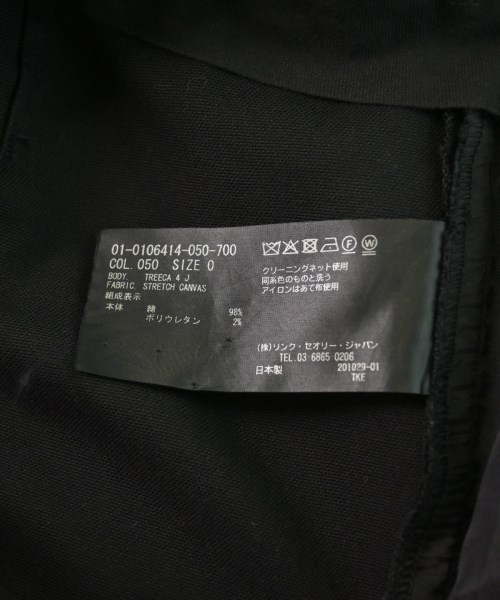 01-0106414-050-700
COL. 050 SIZE 0
BODY TREECA 4 J
FABRIC. STRETCH CANVAS
組成表示
本体 綿 98%
ポリウレタン 2%
F W
クリーニングネット使用
同系色のものと洗う
アイロンはあて布使用
(株)リンク・セオリー・ジャパン
TEL.03-6865-0206
日本製 201029-01
TKE